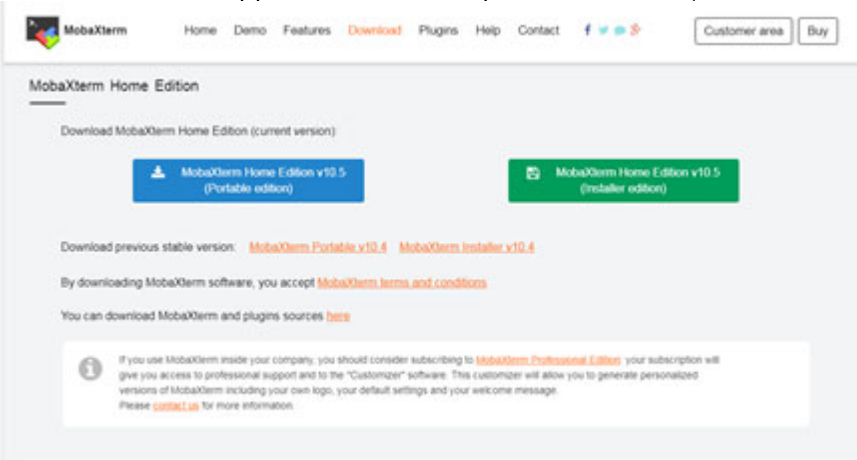 MobaXterm
Home Demo Features Download Plugins Help Contact
Customer area
Buy
MobaXterm Home Edition
Download MobaXterm Home Edition (current version):
MobaXterm Home Edition v10.5
(Portable edition)
MobaXterm Home Edition v10.5
(Installer edition)
Download previous stable version: MobaXterm Portable v10.4 MobaXterm Installer v10.4
By downloading MobaXterm software, you accept MobaXterm terms and conditions
You can download MobaXterm and plugins sources here
If you use MobaXterm inside your company, you should consider subscribing to MobaXterm Professional Edition: your subscription will
give you access to professional support and to the "Customizer" software. This customizer will allow you to generate personalized
versions of MobaXterm including your own logo, your default settings and your welcome message.
Please contact us for more information.